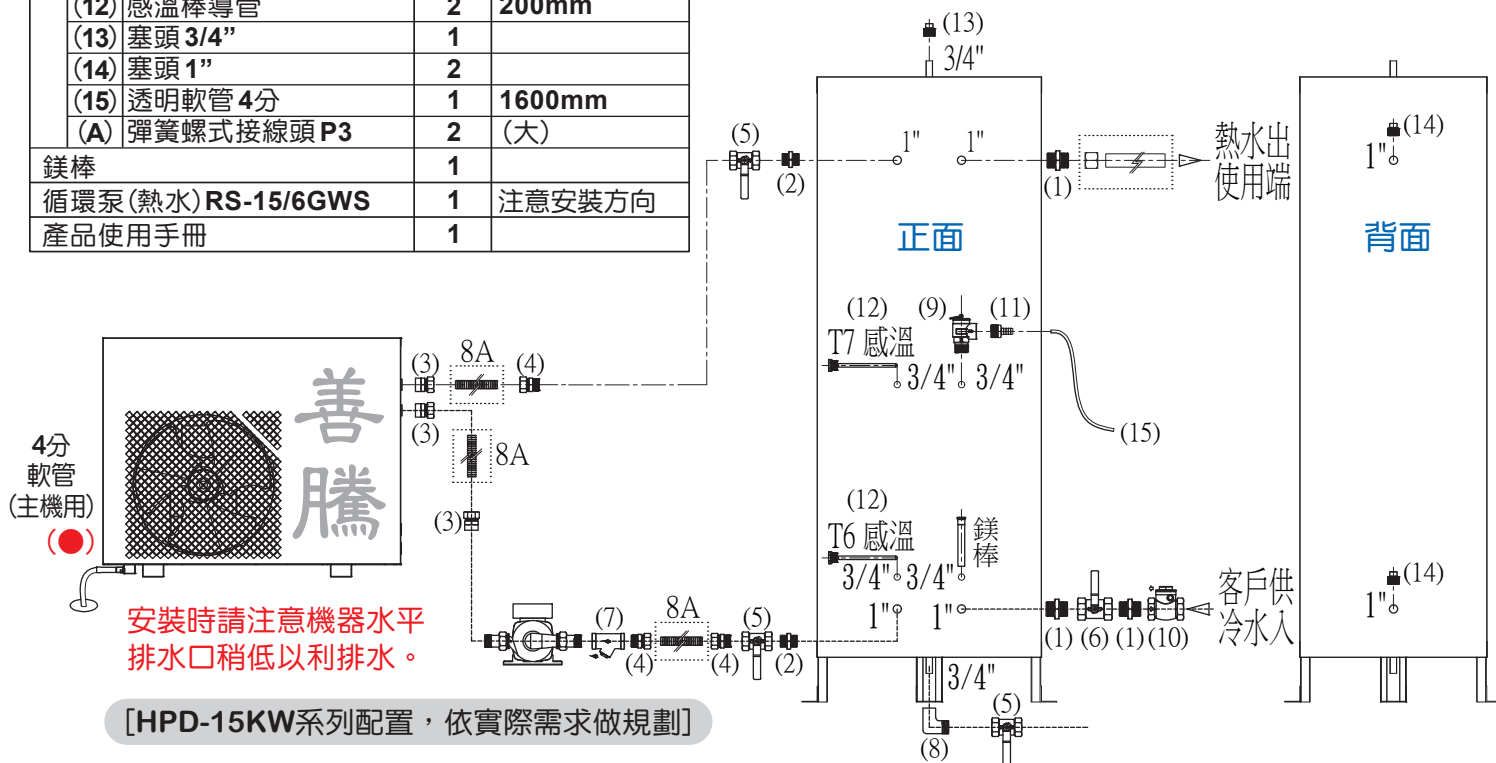 (12) 感溫棒導管 2 200mm
(13) 塞頭 3/4” 1
(14) 塞頭 1” 2
(15) 透明軟管 4分 1 1600mm
(A) 彈簧螺式接線頭 P3 2 (大)
鎂棒 1
循環泵(熱水) RS-15/6GWS 1 注意安裝方向
產品使用手冊 1
(13)
3/4"
(5)
(2)
1"
1"
(1)
熱水出
使用端
(14)
1"
正面
背面
(12)
T7 感溫
3/4"
(9)
(11)
3/4"
(15)
(3)
8A
(4)
(3)
8A
(3)
善
騰
4分
軟管
(主機用)
(●)
(12)
T6 感溫
3/4"
3/4"
鎂
棒
1"
1"
(1)
(6)
(1)
(10)
客戶供
冷水入
(14)
1"
安裝時請注意機器水平
排水口稍低以利排水。
(7)
(4)
8A
(4)
(5)
(2)
3/4"
(8)
(5)
[HPD-15KW系列配置，依實際需求做規劃]